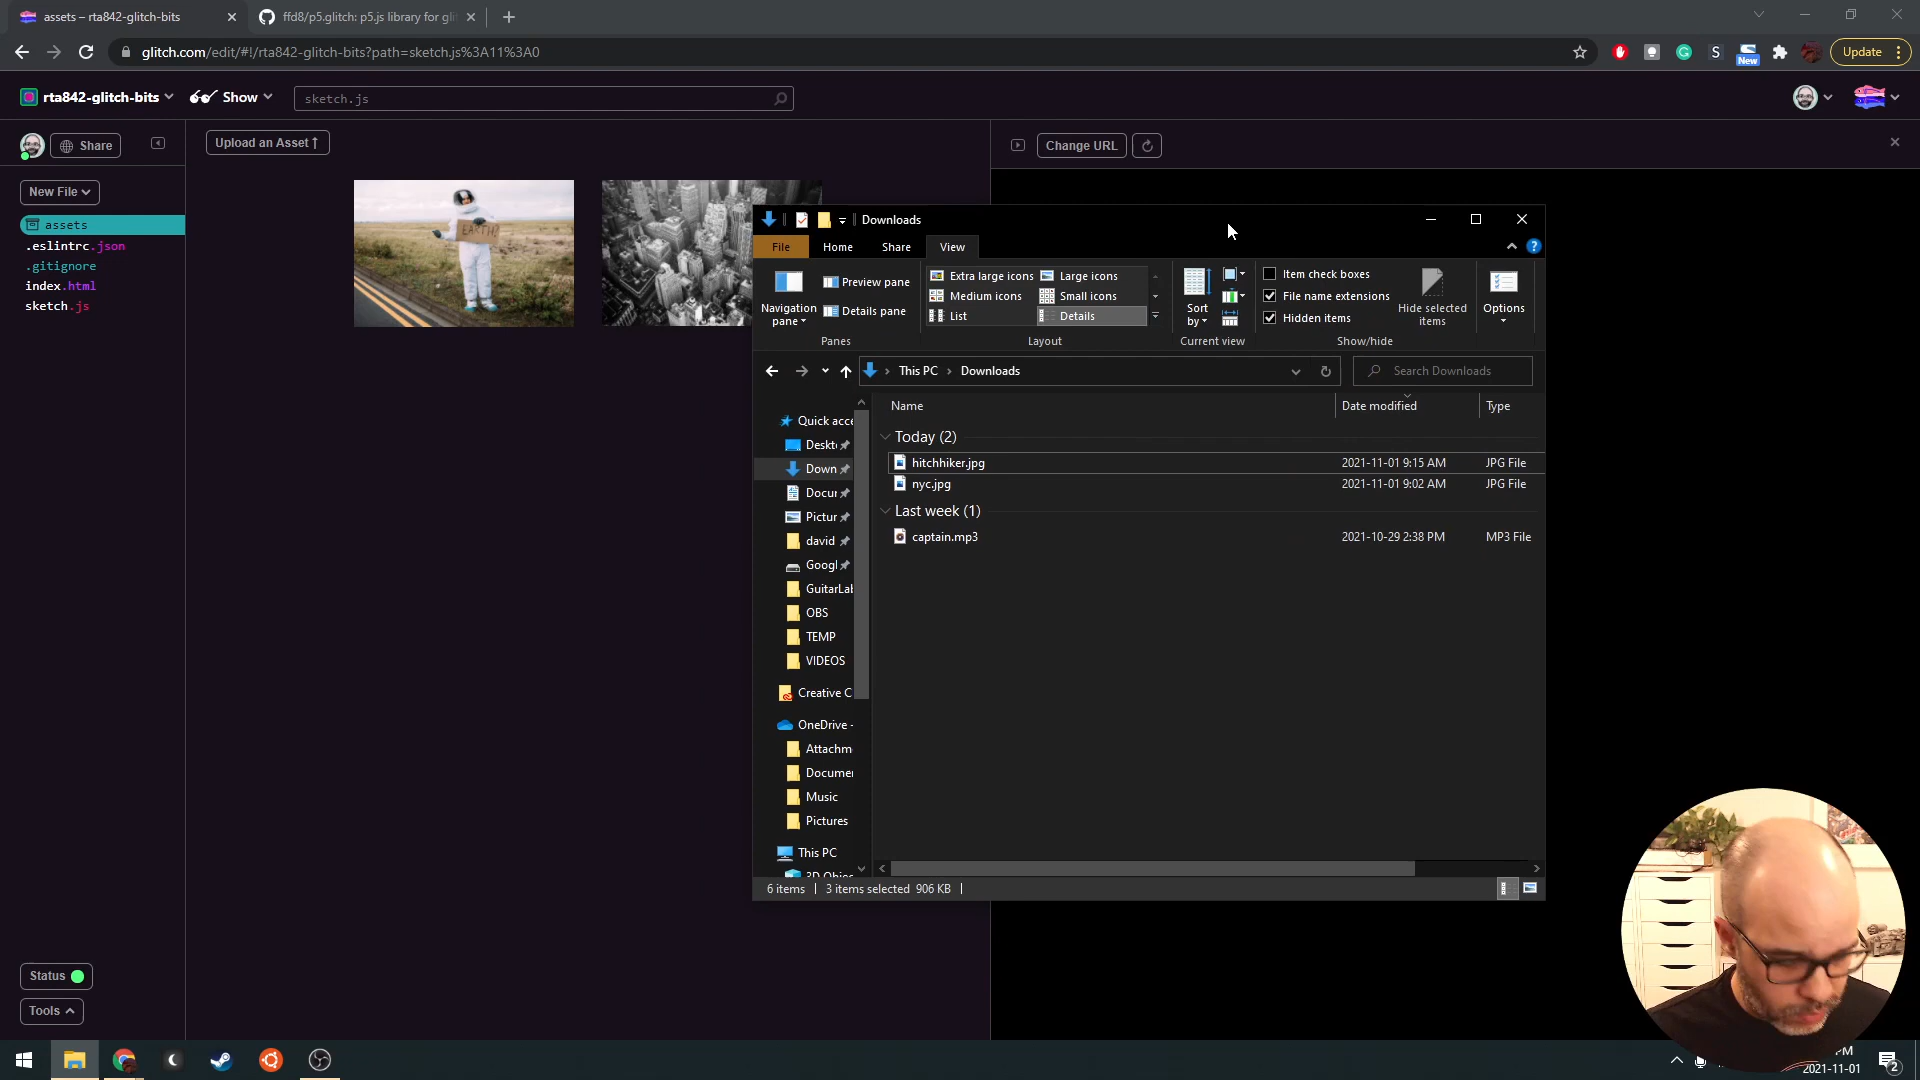 assets – rta842-glitch-bits
ffd8/p5.glitch: p5.js library for gli
glitch.com/edit/#!/rta842-glitch-bits?path=sketch.js%3A11%3A0
S
New
Update
rta842-glitch-bits
Show
sketch.js
Share
Upload an Asset
Change URL
New File
assets
.eslintrc.json
.gitignore
index.html
sketch.js
EARTH
Downloads
File
Home
Share
View
Navigation pane
Preview pane
Details pane
Panes
Extra large icons
Large icons
Medium icons
Small icons
List
Details
Layout
Sort by
Current view
Item check boxes
File name extensions
Hidden items
Hide selected items
Show/hide
Options
This PC
Downloads
Search Downloads
Quick acce
Deskt
Down
Docur
Pictur
david
Googl
GuitarLab
OBS
TEMP
VIDEOS
Creative C
OneDrive -
Attachm
Documer
Music
Pictures
This PC
3D Objec
Name
Date modified
Type
Today (2)
hitchhiker.jpg
2021-11-01 9:15 AM
JPG File
nyc.jpg
2021-11-01 9:02 AM
JPG File
Last week (1)
captain.mp3
2021-10-29 2:38 PM
MP3 File
6 items
3 items selected 906 KB
Status
Tools
PM
2021-11-01
2